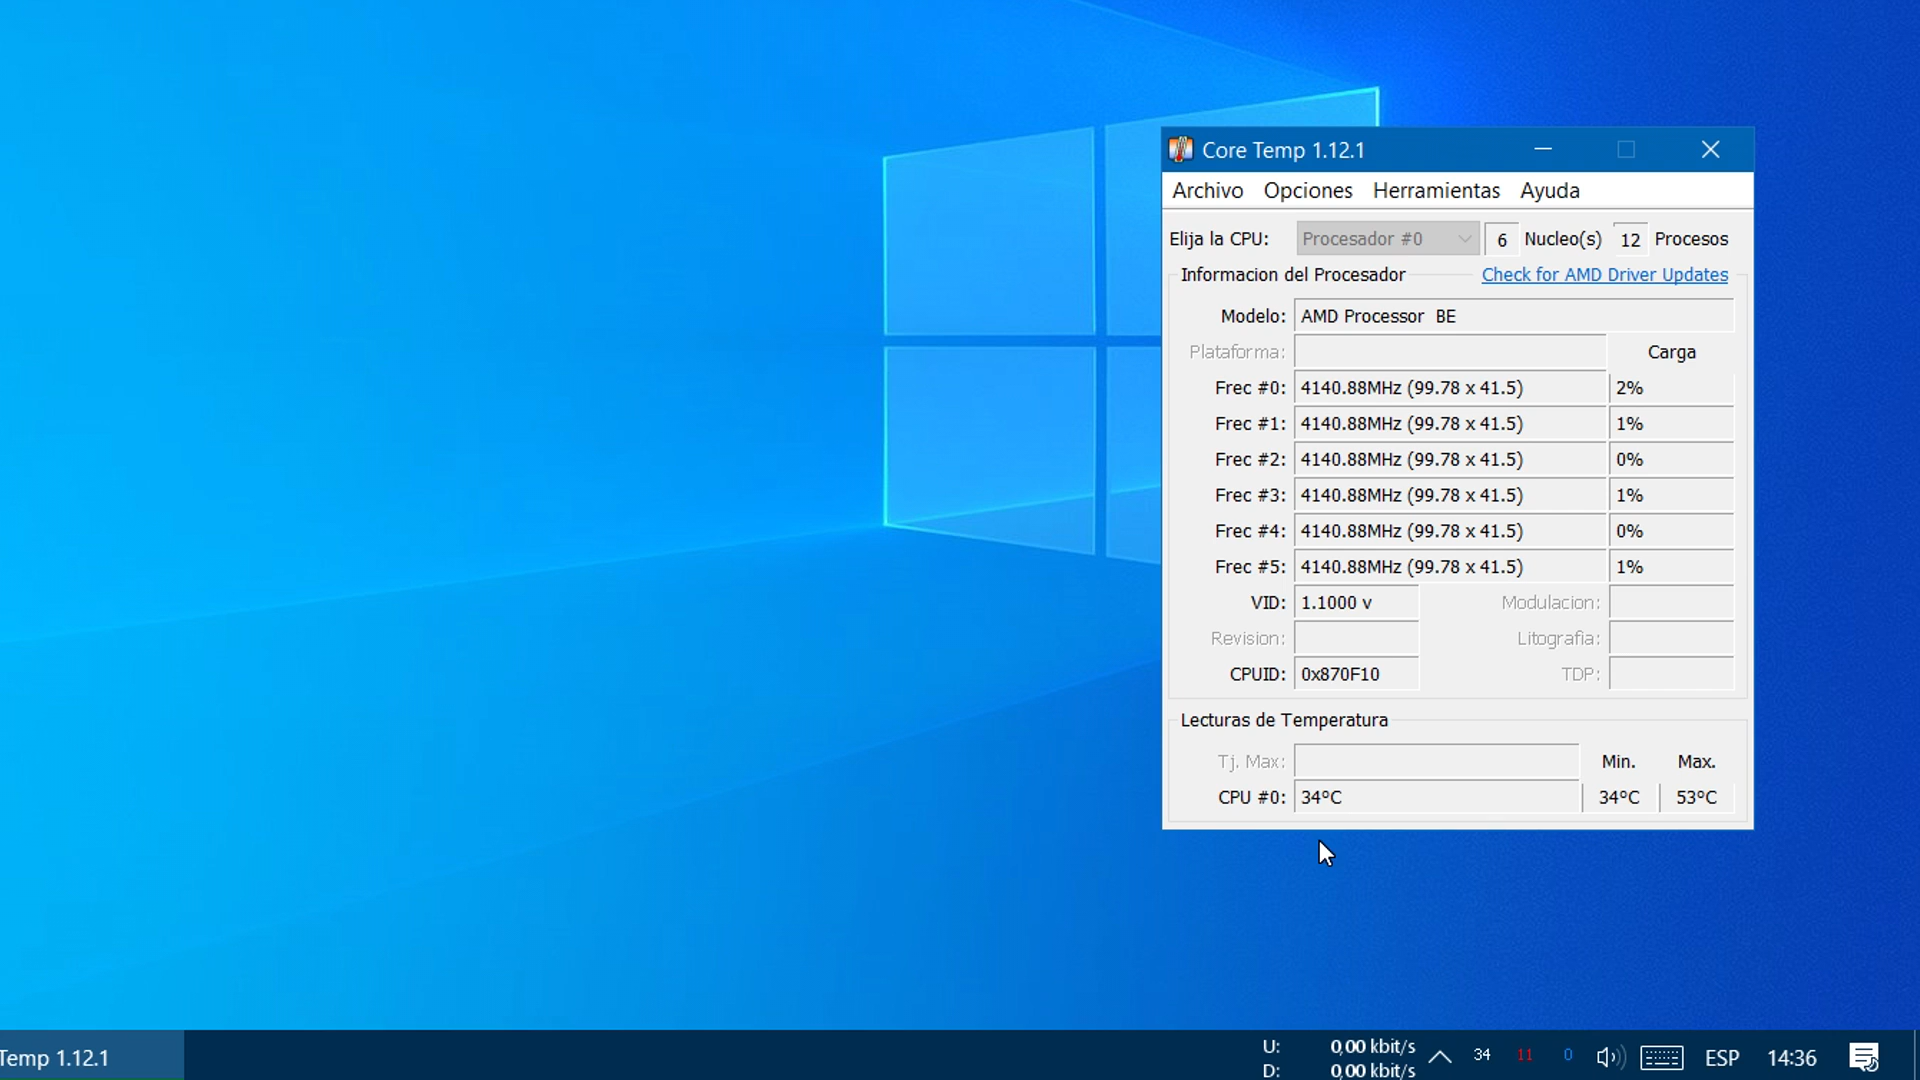 Core Temp 1.12.1
Archivo Opciones Herramientas Ayuda
Elija la CPU: Procesador #0 6 Nucleo(s) 12 Procesos
Informacion del Procesador Check for AMD Driver Updates
Modelo: AMD Processor BE
Plataforma: Carga
Frec #0: 4140.88MHz (99.78 x 41.5) 2%
Frec #1: 4140.88MHz (99.78 x 41.5) 1%
Frec #2: 4140.88MHz (99.78 x 41.5) 0%
Frec #3: 4140.88MHz (99.78 x 41.5) 1%
Frec #4: 4140.88MHz (99.78 x 41.5) 0%
Frec #5: 4140.88MHz (99.78 x 41.5) 1%
VID: 1.1000 v Modulacion:
Revision: Litografia:
CPUID: 0x870F10 TDP:
Lecturas de Temperatura
Tj. Max: Min. Max.
CPU #0: 34ºC 34ºC 53ºC
Temp 1.12.1
U: 0,00 kbit/s
D: 0,00 kbit/s
34 11 0 ESP 14:36